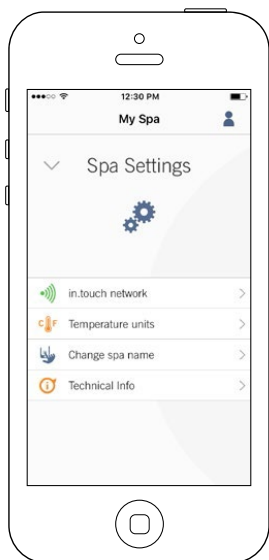 12:30 PM
My Spa
Spa Settings
in.touch network
C F Temperature units
Change spa name
i Technical Info